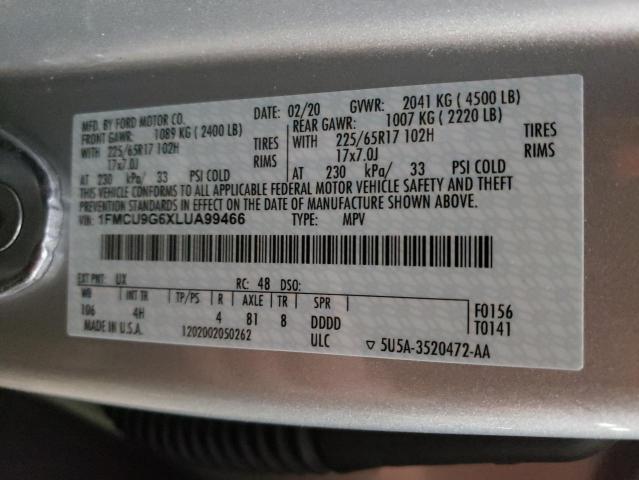 MFD. BY FORD MOTOR CO. DATE: 02/20 GVWR: 2041 KG ( 4500 LB)
FRONT GAWR: 1089 KG ( 2400 LB) REAR GAWR: 1007 KG ( 2220 LB)
WITH 225/65R17 102H TIRES WITH 225/65R17 102H TIRES
17x7.0J RIMS 17x7.0J RIMS
AT 230 kPa/ 33 PSI COLD AT 230 kPa/ 33 PSI COLD
THIS VEHICLE CONFORMS TO ALL APPLICABLE FEDERAL MOTOR VEHICLE SAFETY AND THEFT
PREVENTION STANDARDS IN EFFECT ON THE DATE OF MANUFACTURE SHOWN ABOVE.
VIN: 1FMCU9G6XLUA99466 TYPE: MPV
EXT PNT: UX RC: 48 DSO:
WB INT TR TP/PS R AXLE TR SPR
106 4H 4 81 8 DDDD F0156
MADE IN U.S.A. 1202002050262 ULC T0141
▽ 5U5A-3520472-AA